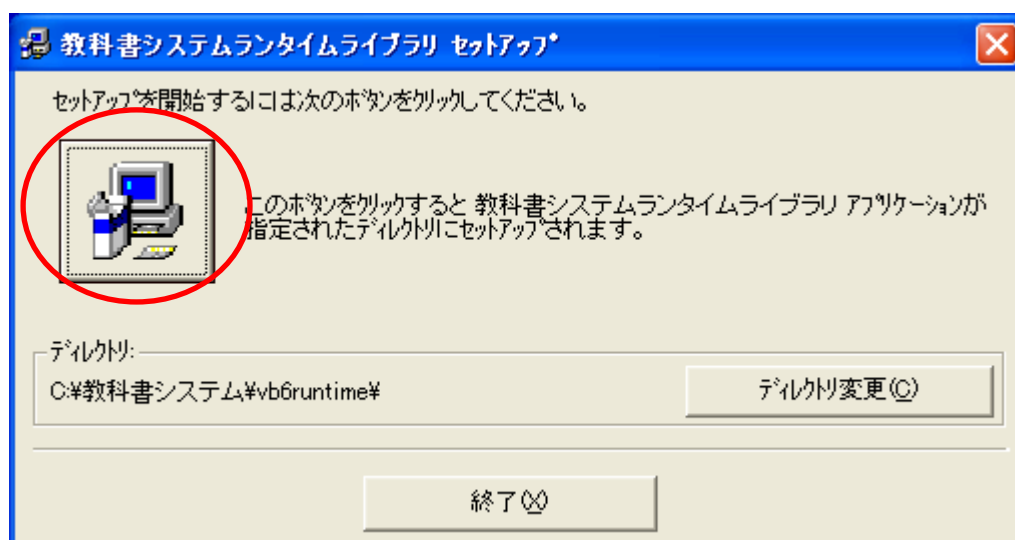 教科書システムランタイムライブラリ ｾｯﾄｱｯﾌﾟ
ｾｯﾄｱｯﾌﾟを開始するには次のﾎﾞﾀﾝをｸﾘｯｸしてください。
このﾎﾞﾀﾝをｸﾘｯｸすると 教科書システムランタイムライブラリ ｱﾌﾟﾘｹｰｼｮﾝが
指定されたﾃﾞｨﾚｸﾄﾘにｾｯﾄｱｯﾌﾟされます。
ﾃﾞｨﾚｸﾄﾘ:
C:¥教科書システム¥vb6runtime¥
ﾃﾞｨﾚｸﾄﾘ変更(C)
終了(X)